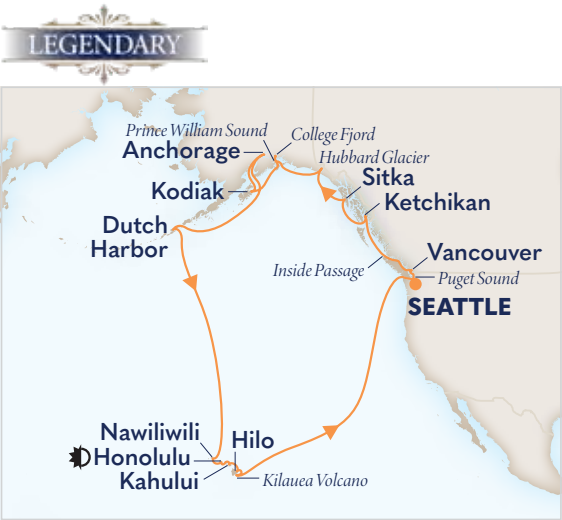 LEGENDARY
Prince William Sound
College Fjord
Anchorage
Hubbard Glacier
Sitka
Kodiak
Ketchikan
Dutch
Harbor
Vancouver
Inside Passage
Puget Sound
SEATTLE
Nawiliwili
Hilo
Honolulu
Kahului
Kilauea Volcano